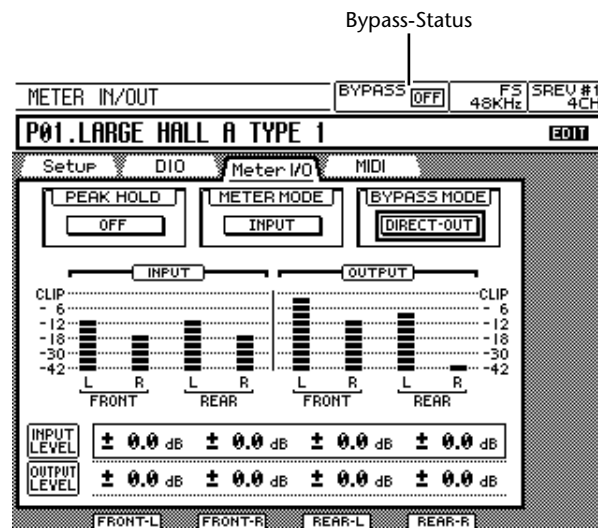 Bypass-Status
METER IN/OUT BYPASS OFF FS 48KHz SREV #1 4CH
P01.LARGE HALL A TYPE 1 EDIT
Setup DIO Meter I/O MIDI
PEAK HOLD METER MODE BYPASS MODE
OFF INPUT DIRECT-OUT
INPUT OUTPUT
CLIP CLIP
- 6 - 6
-12 -12
-18 -18
-30 -30
-42 -42
L R L R L R L R
FRONT REAR FRONT REAR
INPUT LEVEL ± 0.0 dB ± 0.0 dB ± 0.0 dB ± 0.0 dB
OUTPUT LEVEL ± 0.0 dB ± 0.0 dB ± 0.0 dB ± 0.0 dB
FRONT-L FRONT-R REAR-L REAR-R